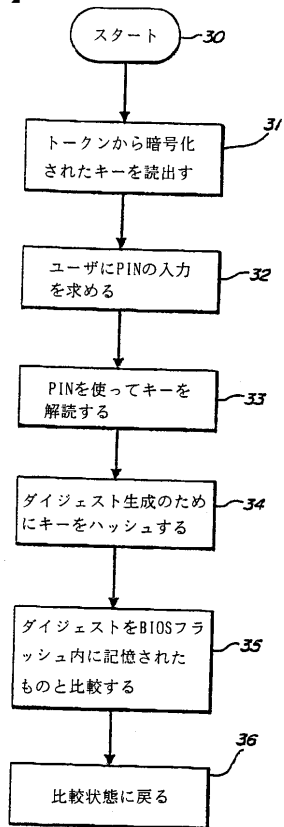 スタート
30
トークンから暗号化
されたキーを読出す
31
ユーザにPINの入力
を求める
32
PINを使ってキーを
解読する
33
ダイジェスト生成のため
にキーをハッシュする
34
ダイジェストをBIOSフラ
ッシュ内に記憶された
ものと比較する
35
比較状態に戻る
36